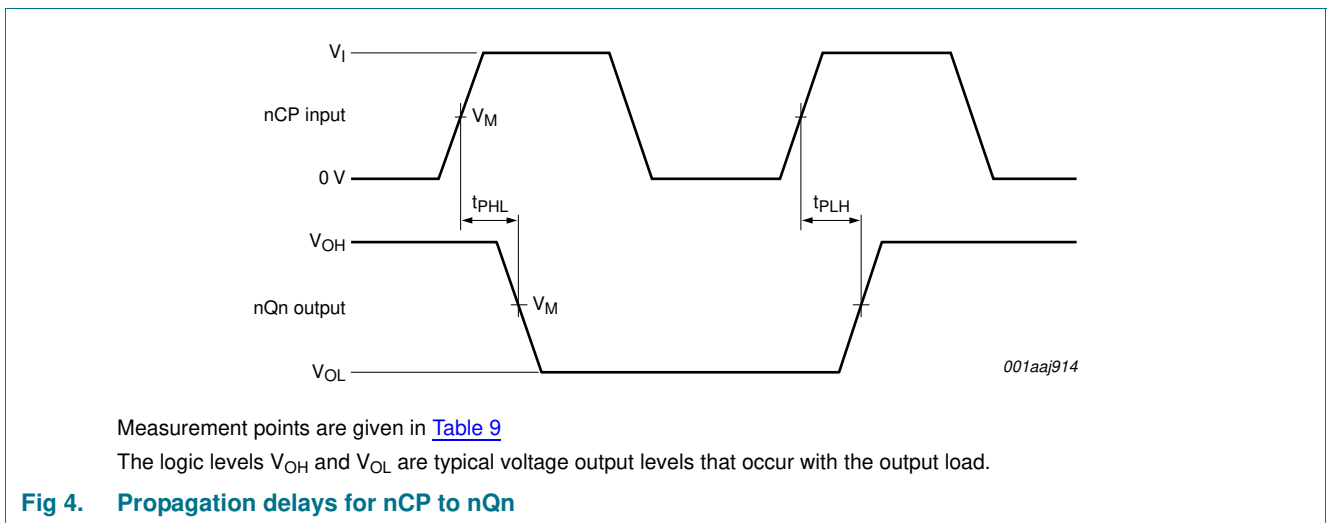 V_I
nCP input
V_M
0 V
t_PHL
t_PLH
V_OH
nQn output
V_M
V_OL
001aaj914
Measurement points are given in Table 9
The logic levels V_OH and V_OL are typical voltage output levels that occur with the output load.
Fig 4. Propagation delays for nCP to nQn